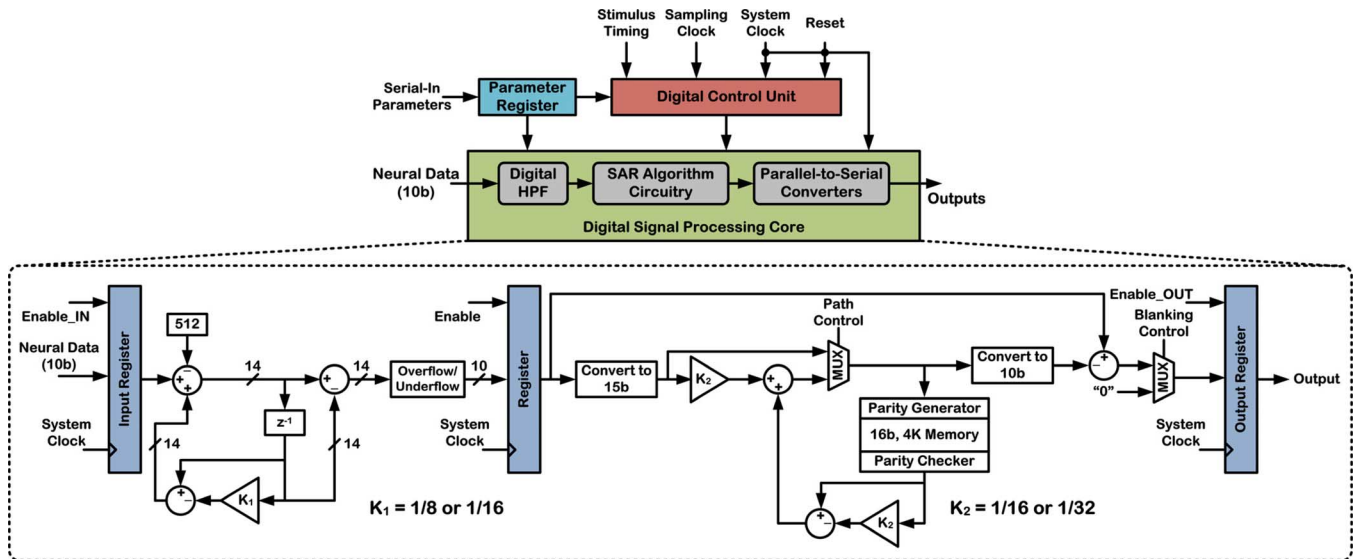 Stimulus Timing
Sampling Clock
System Clock
Reset
Serial-In Parameters
Parameter Register
Digital Control Unit
Neural Data (10b)
Digital HPF
SAR Algorithm Circuitry
Parallel-to-Serial Converters
Outputs
Digital Signal Processing Core
Enable_IN
Neural Data (10b)
System Clock
Input Register
512
–
+
+
14
z-1
14
14
+
–
K1
+
–
14
Overflow/ Underflow
10
K1 = 1/8 or 1/16
Enable
System Clock
Register
Convert to 15b
K2
+
+
Path Control
MUX
Parity Generator
16b, 4K Memory
Parity Checker
+
–
K2
K2 = 1/16 or 1/32
Convert to 10b
+
–
Enable_OUT
Blanking Control
MUX
“0”
System Clock
Output Register
Output